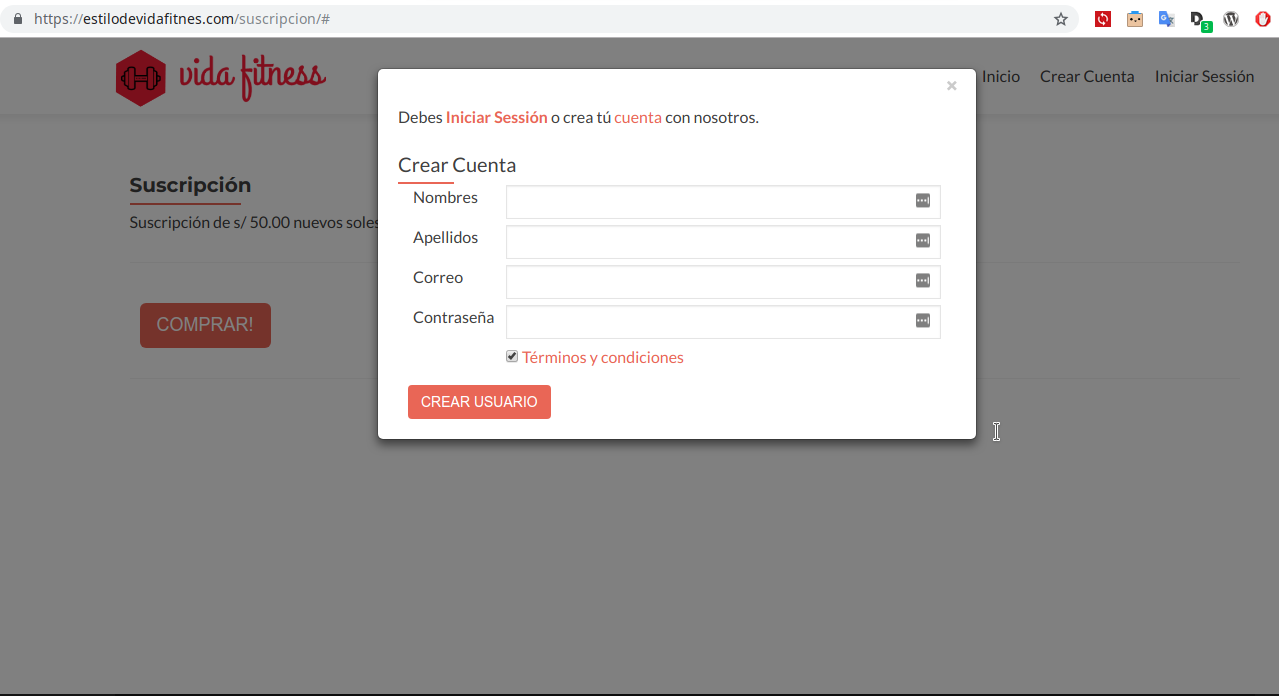 https://estilodevidafitnes.com/suscripcion/#
3
vida fitness
Inicio Crear Cuenta Iniciar Sesión
×
Debes Iniciar Sessión o crea tú cuenta con nosotros.
Crear Cuenta
Nombres
Apellidos
Correo
Contraseña
Términos y condiciones
CREAR USUARIO
Suscripción
Suscripción de s/ 50.00 nuevos soles
COMPRAR!